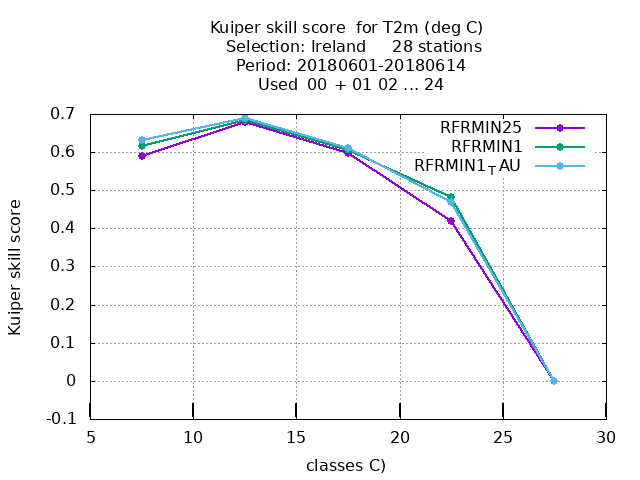 Kuiper skill score  for T2m (deg C)
Selection: Ireland     28 stations
Period: 20180601-20180614
Used  00  + 01 02 ... 24
0.7
0.6
0.5
0.4
0.3
0.2
0.1
0
-0.1
Kuiper skill score
RFRMIN25
RFRMIN1
RFRMIN1TAU
5 10 15 20 25 30
classes C)